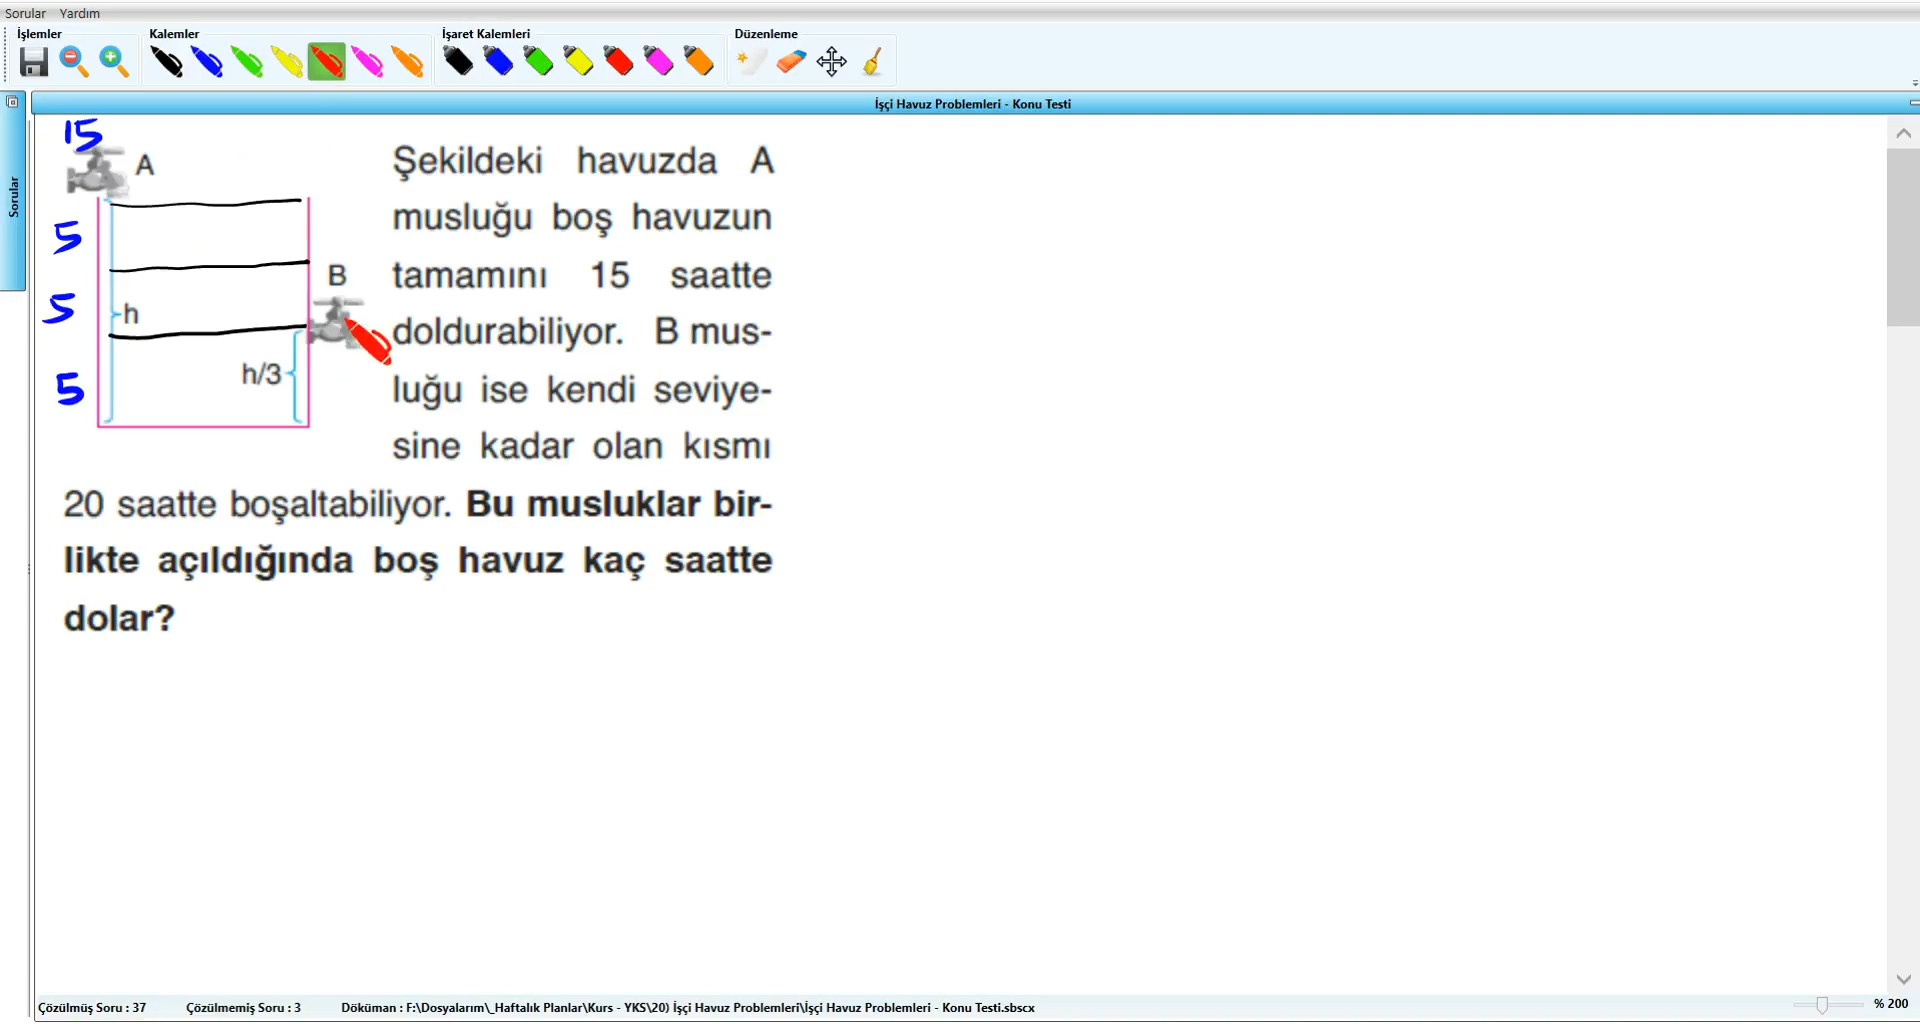 Sorular Yardım
İşlemler Kalemler İşaret Kalemleri Düzenleme
İşçi Havuz Problemleri - Konu Testi
Sorular
15
A
5
B
5
h
h/3
5
Şekildeki havuzda A
musluğu boş havuzun
tamamını 15 saatte
doldurabiliyor. B mus-
luğu ise kendi seviye-
sine kadar olan kısmı
20 saatte boşaltabiliyor. Bu musluklar bir-
likte açıldığında boş havuz kaç saatte
dolar?
Çözülmüş Soru : 37 Çözülmemiş Soru : 3 Döküman : F:\Dosyalarım\_Haftalık Planlar\Kurs - YKS\20) İşçi Havuz Problemleri\İşçi Havuz Problemleri - Konu Testi.sbscx % 200